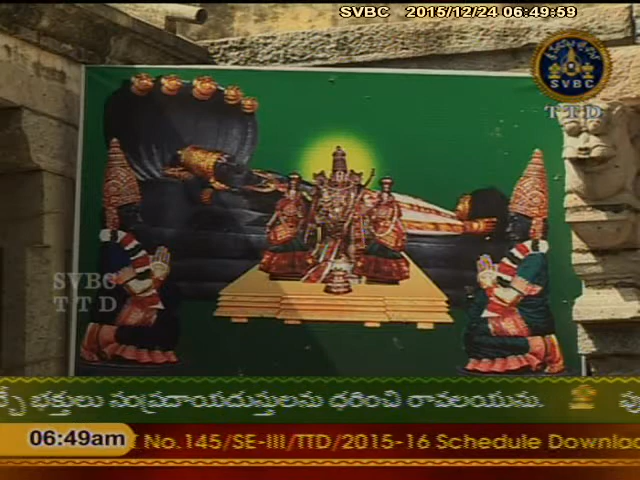 SVBC 2015/12/24 06:49:59
SVBC
TTD
SVBC
TTD
భక్తులు సంప్రదాయదుస్తులను ధరించి రావలయును.
06:49am No.145/SE-III/TTD/2015-16 Schedule Downloa